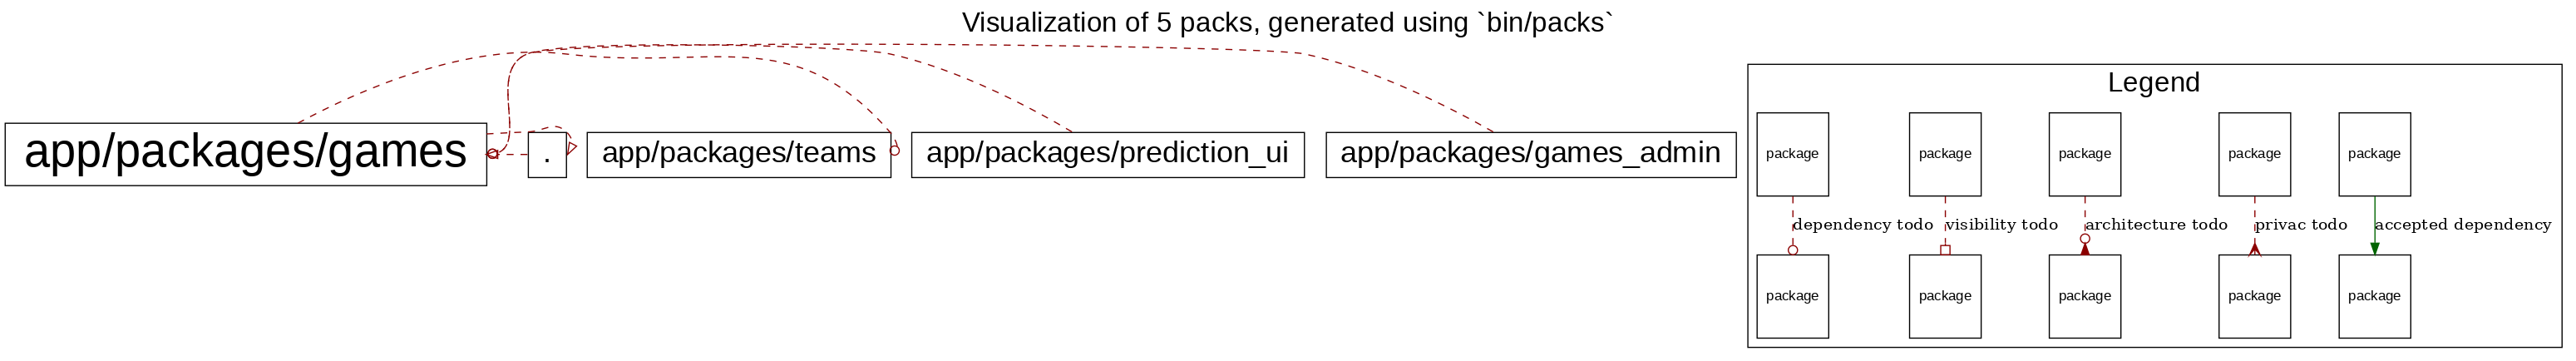 Visualization of 5 packs, generated using `bin/packs`
app/packages/games
.
app/packages/teams
app/packages/prediction_ui
app/packages/games_admin
Legend
package
package
package
package
package
dependency todo
visibility todo
architecture todo
privac todo
accepted dependency
package
package
package
package
package